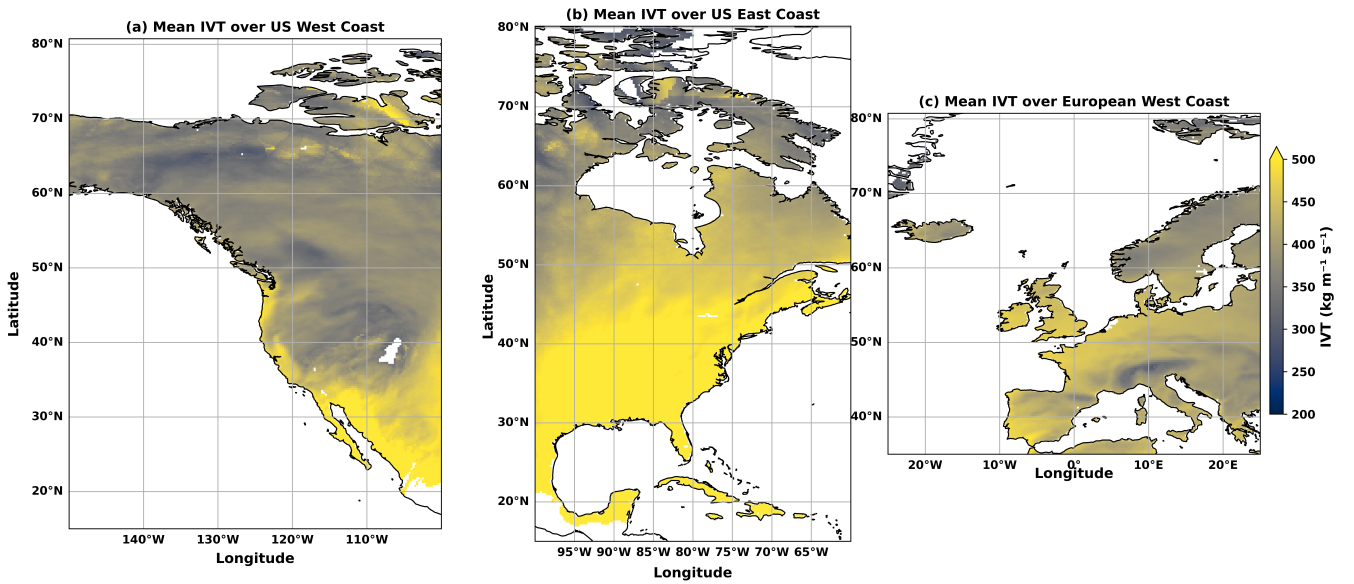 (a) Mean IVT over US West Coast
80°N
70°N
60°N
50°N
40°N
30°N
20°N
Latitude
140°W 130°W 120°W 110°W
Longitude
(b) Mean IVT over US East Coast
80°N
70°N
60°N
50°N
40°N
30°N
20°N
Latitude
95°W 90°W 85°W 80°W 75°W 70°W 65°W
Longitude
(c) Mean IVT over European West Coast
80°N
70°N
60°N
50°N
40°N
20°W 10°W 0° 10°E 20°E
Longitude
500
450
400
350
300
250
200
IVT (kg m⁻¹ s⁻¹)